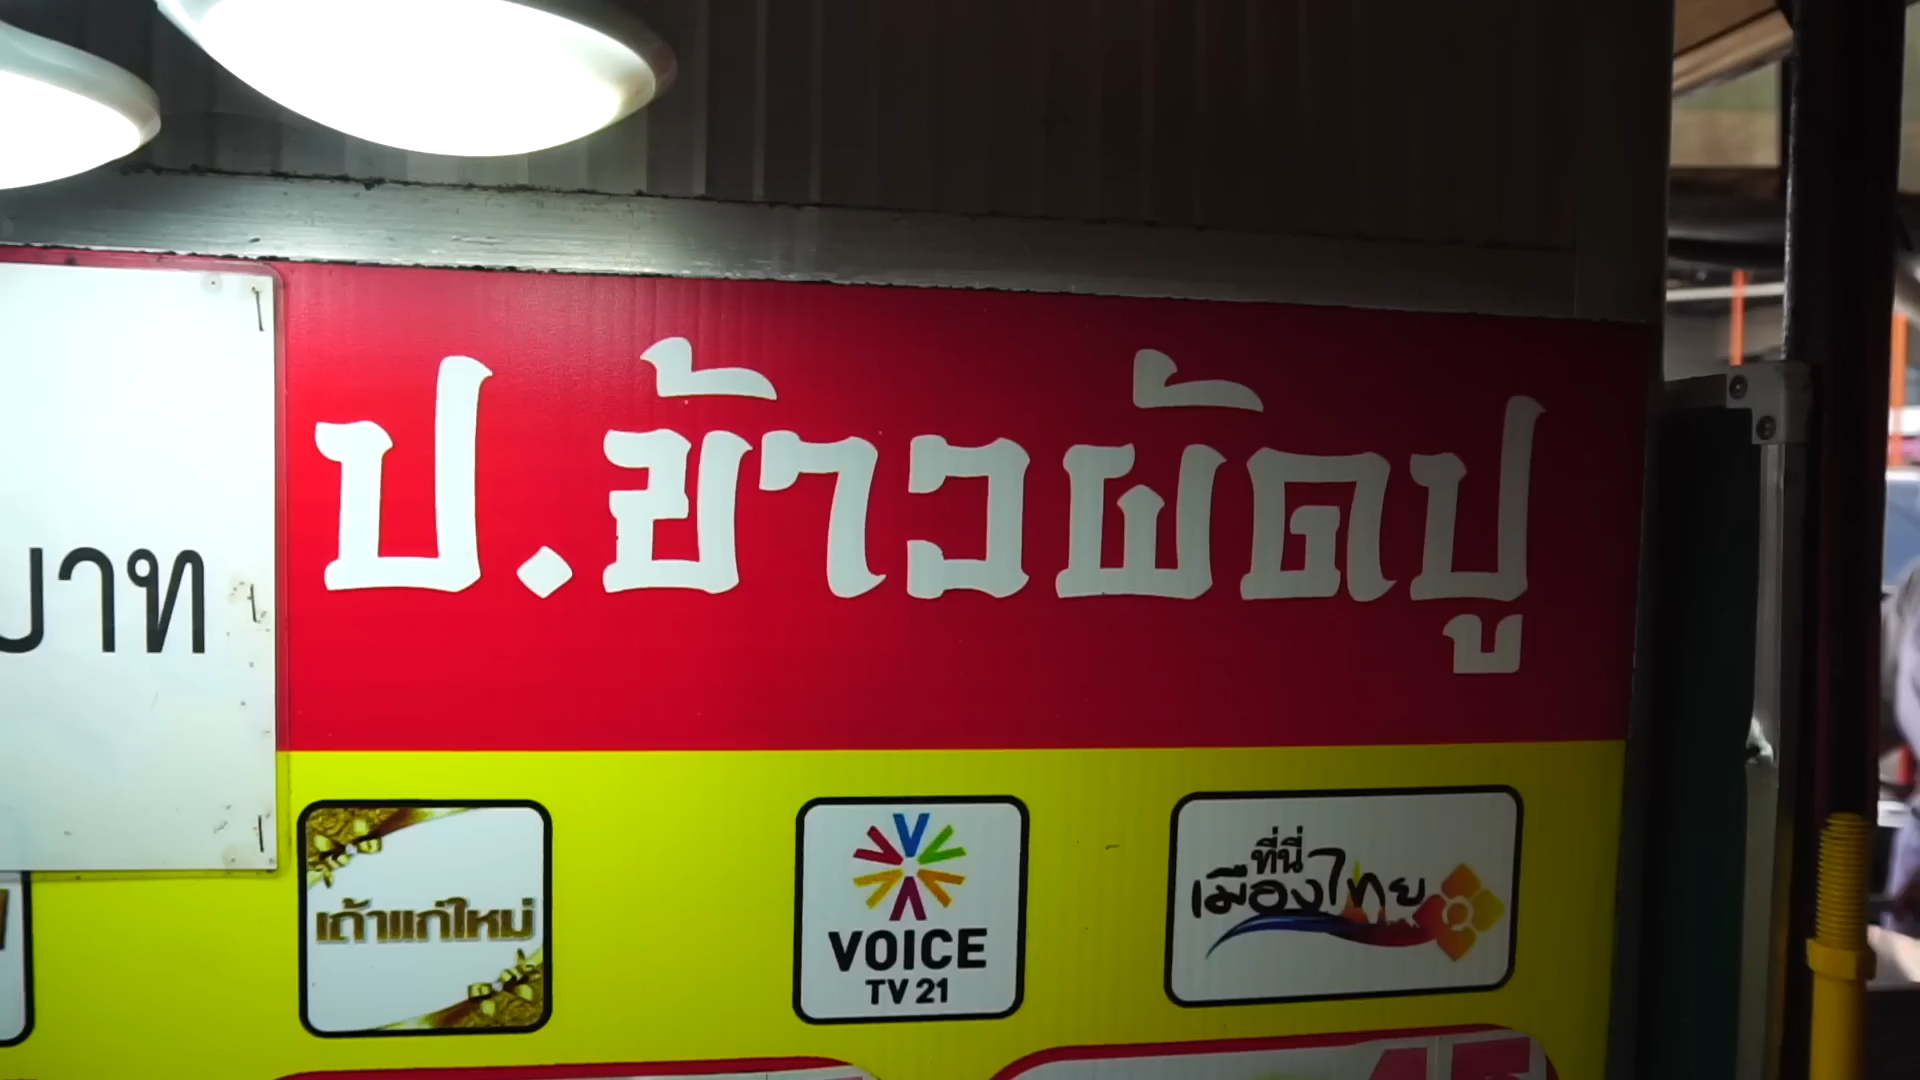 ป.ข้าวผัดปู
บาท
เถ้าแก่ใหม่
VOICE
TV 21
ที่นี่
เมืองไทย